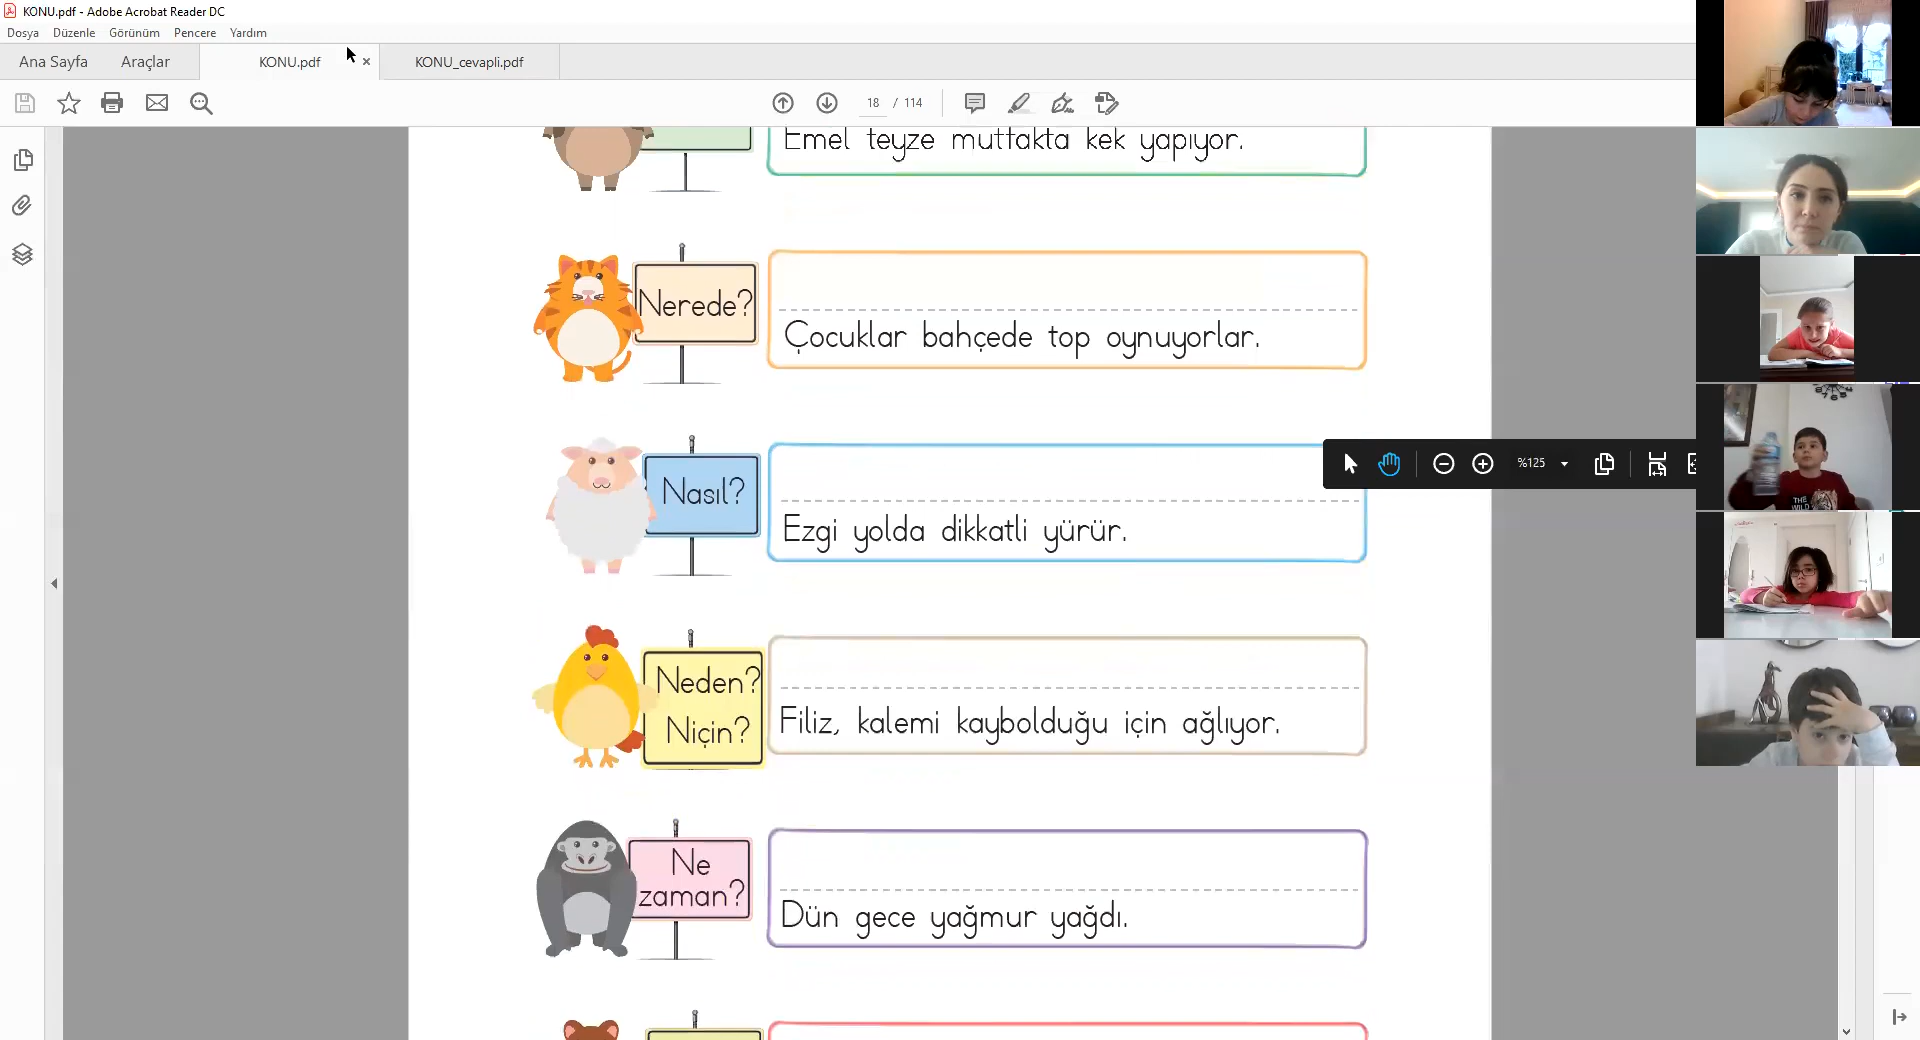 KONU.pdf - Adobe Acrobat Reader DC
Dosya Düzenle Görünüm Pencere Yardım
Ana Sayfa Araçlar KONU.pdf × KONU_cevapli.pdf
18 / 114
Emel teyze mutfakta kek yapıyor.
Nerede?
Çocuklar bahçede top oynuyorlar.
%125
Nasıl?
Ezgi yolda dikkatli yürür.
Neden?
Niçin?
Filiz, kalemi kaybolduğu için ağlıyor.
Ne
zaman?
Dün gece yağmur yağdı.
THE
WILD